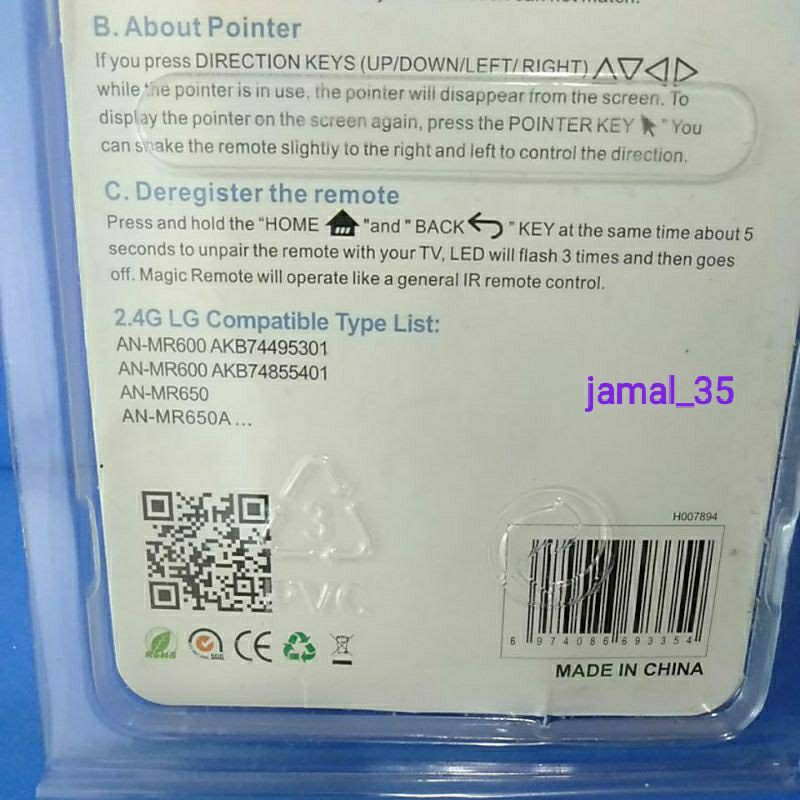 B. About Pointer
If you press DIRECTION KEYS (UP/DOWN/LEFT/ RIGHT) △▽◁▷
while the pointer is in use, the pointer will disappear from the screen. To
display the pointer on the screen again, press the POINTER KEY " You
can shake the remote slightly to the right and left to control the direction.
C. Deregister the remote
Press and hold the "HOME "and " BACK " KEY at the same time about 5
seconds to unpair the remote with your TV, LED will flash 3 times and then goes
off. Magic Remote will operate like a general IR remote control.
2.4G LG Compatible Type List:
AN-MR600 AKB74495301
AN-MR600 AKB74855401
AN-MR650
AN-MR650A ...
jamal_35
3
PVC
H007894
6 974086 693354
RoHS
SGS
CE
MADE IN CHINA